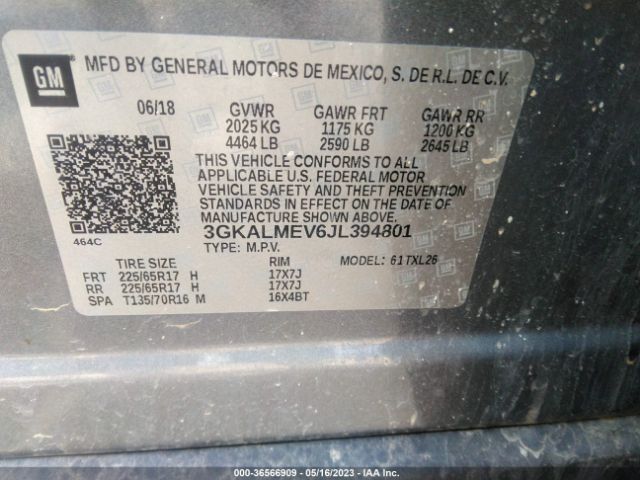 GM
MFD BY GENERAL MOTORS DE MEXICO, S. DE R.L. DE C.V.
06/18 GVWR GAWR FRT GAWR RR
2025 KG 1175 KG 1200 KG
4464 LB 2590 LB 2645 LB
THIS VEHICLE CONFORMS TO ALL
APPLICABLE U.S. FEDERAL MOTOR
VEHICLE SAFETY AND THEFT PREVENTION
STANDARDS IN EFFECT ON THE DATE OF
MANUFACTURE SHOWN ABOVE.
464C
3GKALMEV6JL394801
TYPE: M.P.V. MODEL: 61TXL26
TIRE SIZE RIM
FRT 225/65R17 H 17X7J
RR 225/65R17 H 17X7J
SPA T135/70R16 M 16X4BT
000-36566909 - 05/16/2023 - IAA Inc.